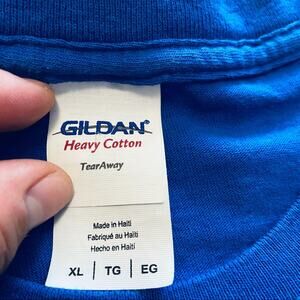 GILDAN®
Heavy Cotton
TearAway
Made in Haiti
Fabriqué au Haïti
Hecho en Haití
XL | TG | EG